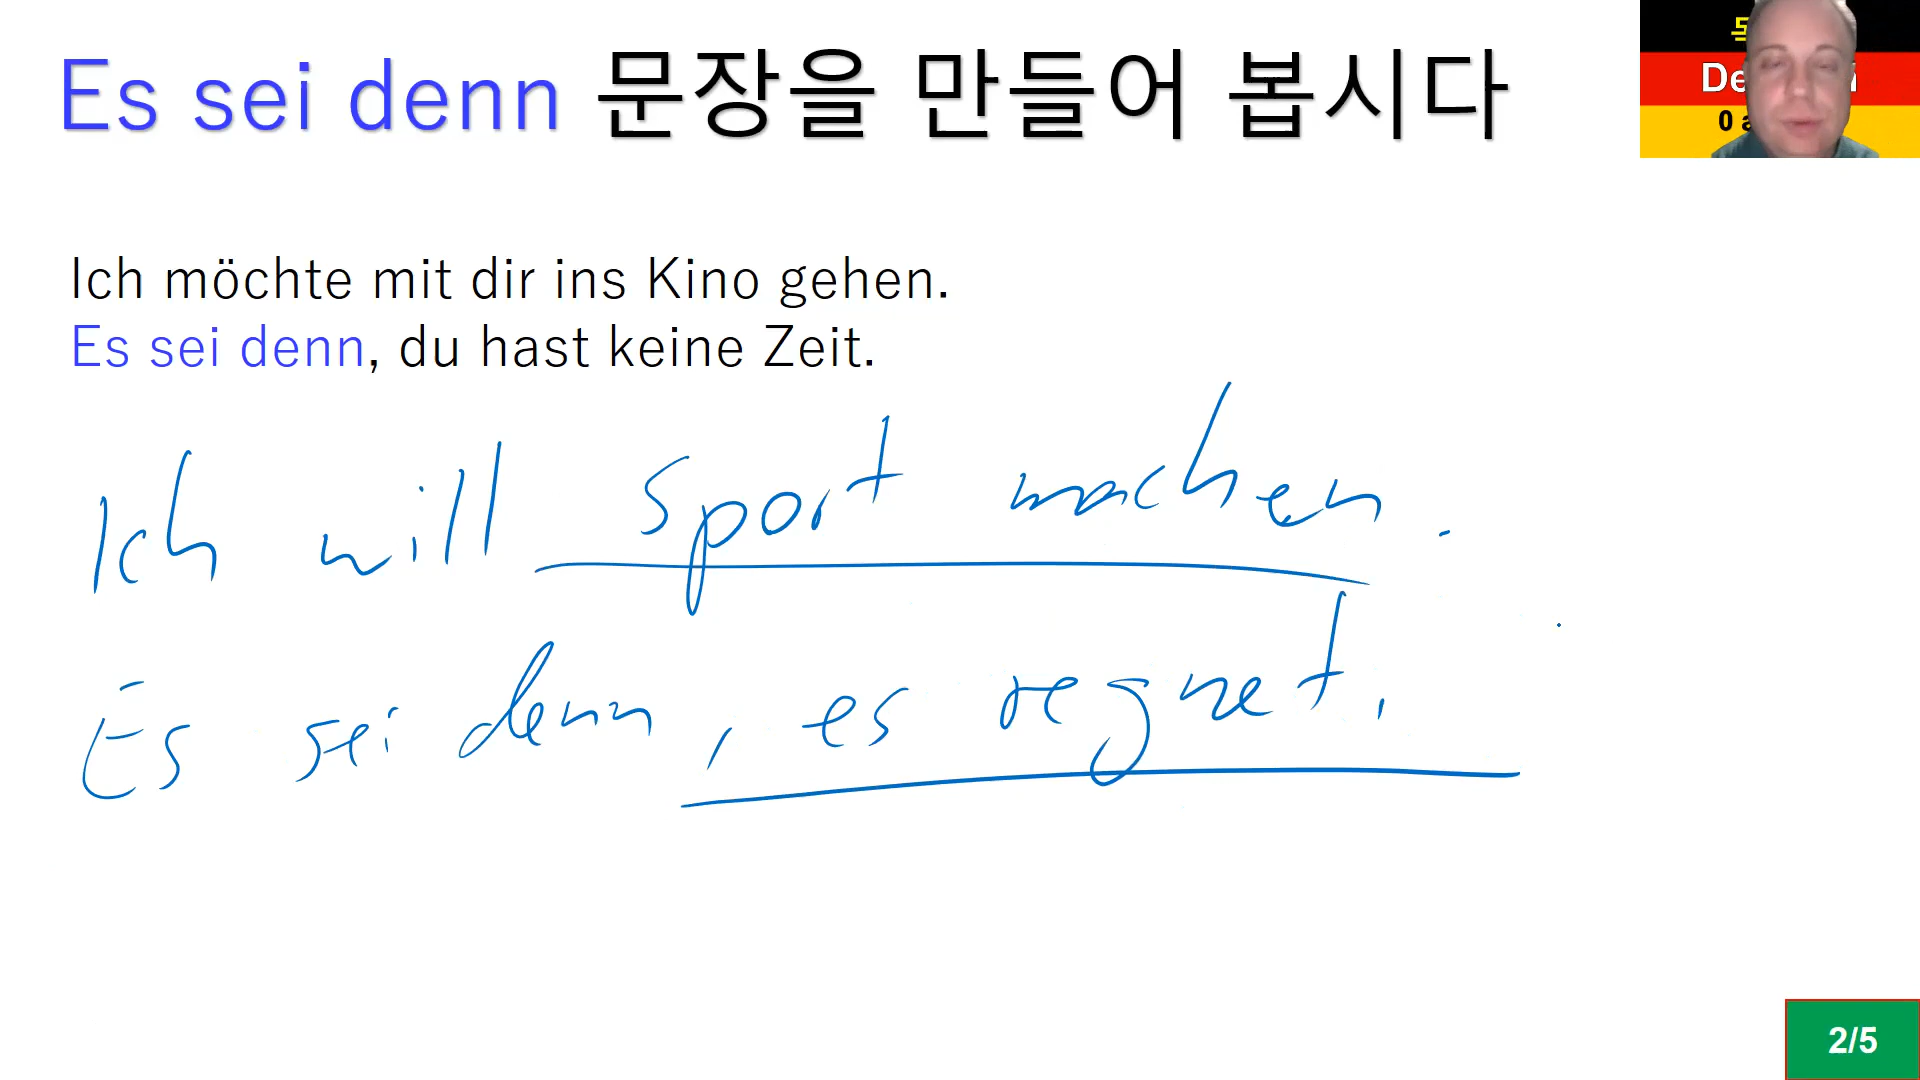 Es sei denn 문장을 만들어 봅시다
Ich möchte mit dir ins Kino gehen.
Es sei denn, du hast keine Zeit.
Ich will Sport machen.
Es sei denn, es regnet.
2/5